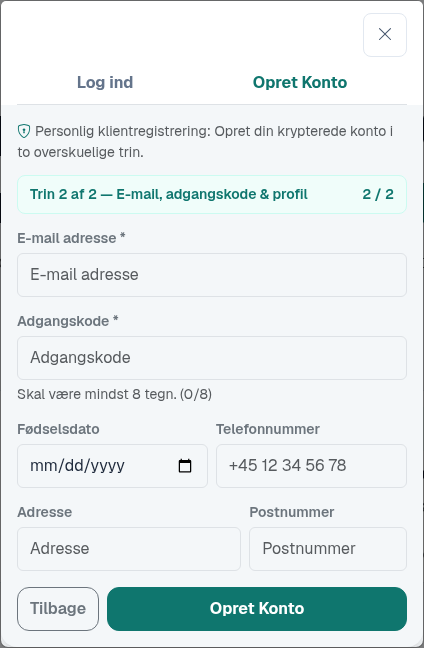 Log ind
Opret Konto
Personlig klientregistrering: Opret din krypterede konto i
to overskuelige trin.
Trin 2 af 2 — E-mail, adgangskode & profil
2 / 2
E-mail adresse *
E-mail adresse
Adgangskode *
Adgangskode
Skal være mindst 8 tegn. (0/8)
Fødselsdato
Telefonnummer
mm/dd/yyyy
+45 12 34 56 78
Adresse
Postnummer
Adresse
Postnummer
Tilbage
Opret Konto